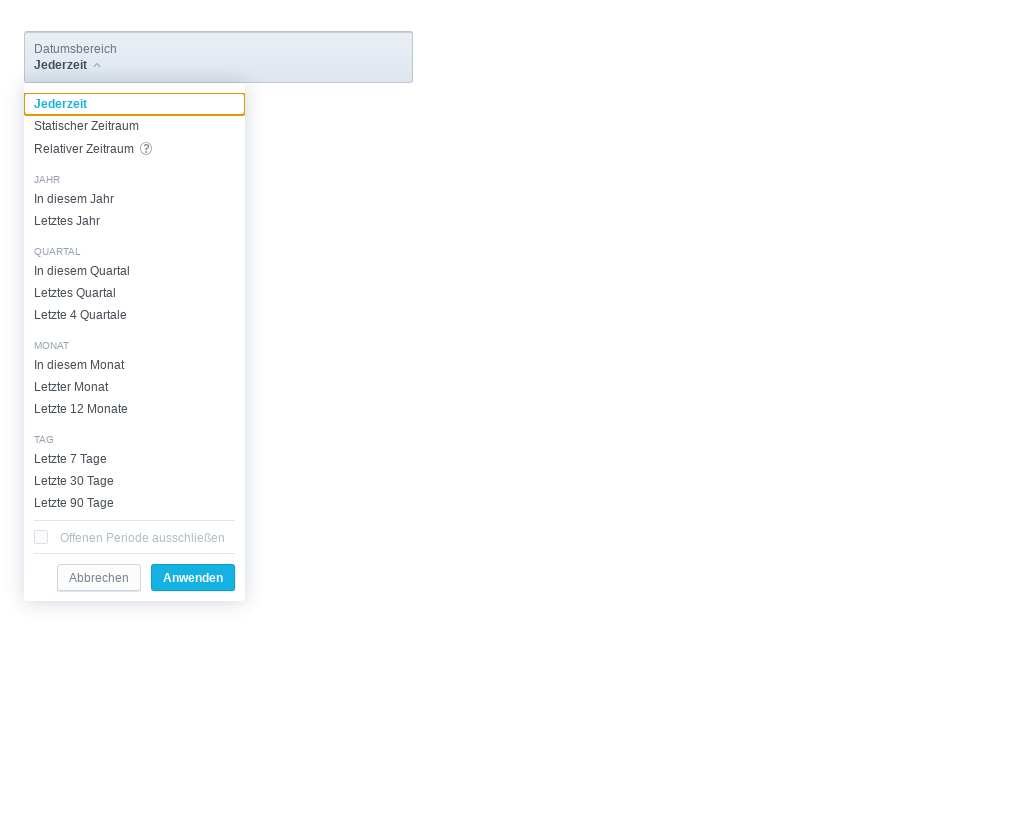 Datumsbereich
Jederzeit
Jederzeit
Statischer Zeitraum
Relativer Zeitraum ?
JAHR
In diesem Jahr
Letztes Jahr
QUARTAL
In diesem Quartal
Letztes Quartal
Letzte 4 Quartale
MONAT
In diesem Monat
Letzter Monat
Letzte 12 Monate
TAG
Letzte 7 Tage
Letzte 30 Tage
Letzte 90 Tage
Offenen Periode ausschließen
Abbrechen Anwenden